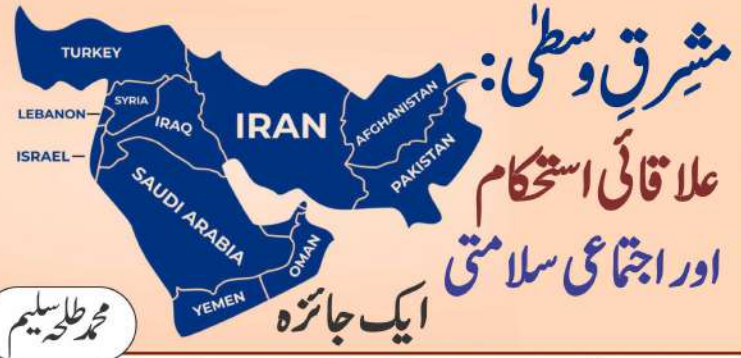 مشرقِ وسطٰی:
علاقائی استحکام
اور اجتماعی سلامتی
ایک جائزہ
محمد طلحہ سلیم
TURKEY
SYRIA
LEBANON
IRAQ
ISRAEL
IRAN
AFGHANISTAN
PAKISTAN
SAUDI ARABIA
OMAN
YEMEN